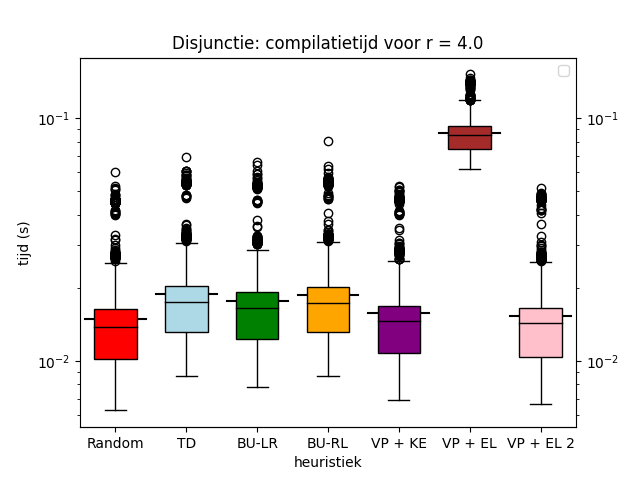 Disjunctie: compilatietijd voor r = 4.0
tijd (s)
10⁻¹
10⁻²
10⁻¹
10⁻²
Random TD BU-LR BU-RL VP + KE VP + EL VP + EL 2
heuristiek